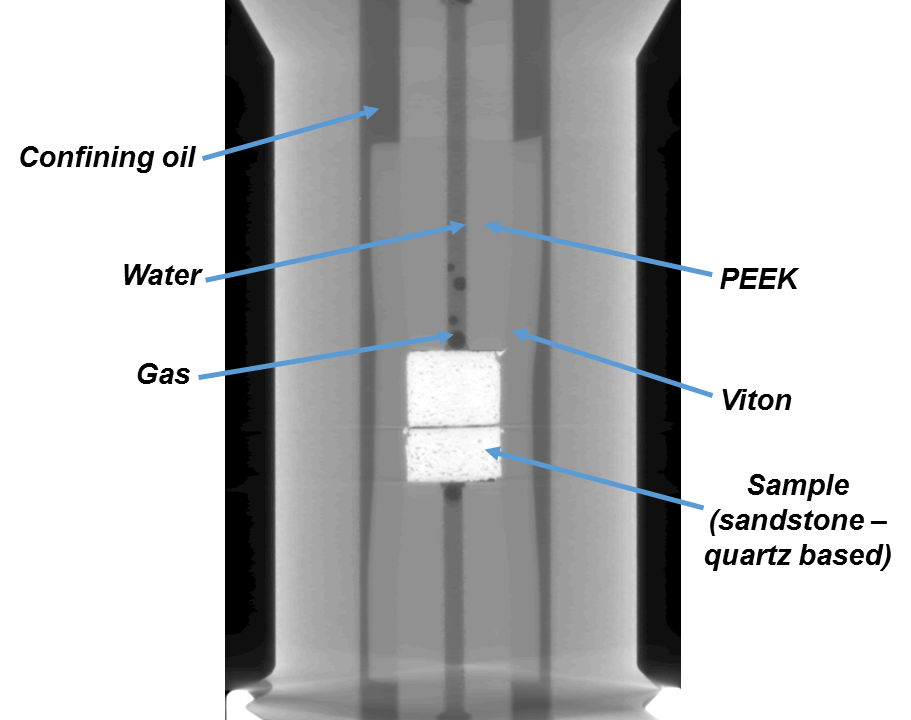 Confining oil
Water
Gas
PEEK
Viton
Sample
(sandstone –
quartz based)